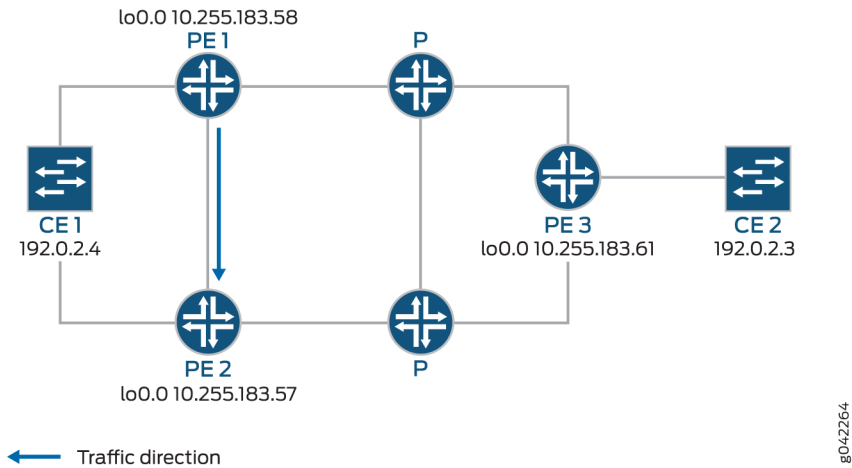 lo0.0 10.255.183.58
PE 1
P
CE 1
192.0.2.4
PE 3
lo0.0 10.255.183.61
CE 2
192.0.2.3
PE 2
lo0.0 10.255.183.57
P
Traffic direction
g042264